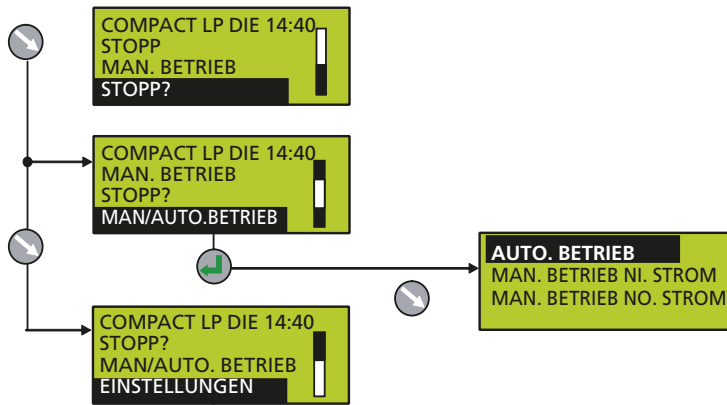 COMPACT LP DIE 14:40
STOPP
MAN. BETRIEB
STOPP?
COMPACT LP DIE 14:40
MAN. BETRIEB
STOPP?
MAN/AUTO.BETRIEB
AUTO. BETRIEB
MAN. BETRIEB NI. STROM
MAN. BETRIEB NO. STROM
COMPACT LP DIE 14:40
STOPP?
MAN/AUTO. BETRIEB
EINSTELLUNGEN